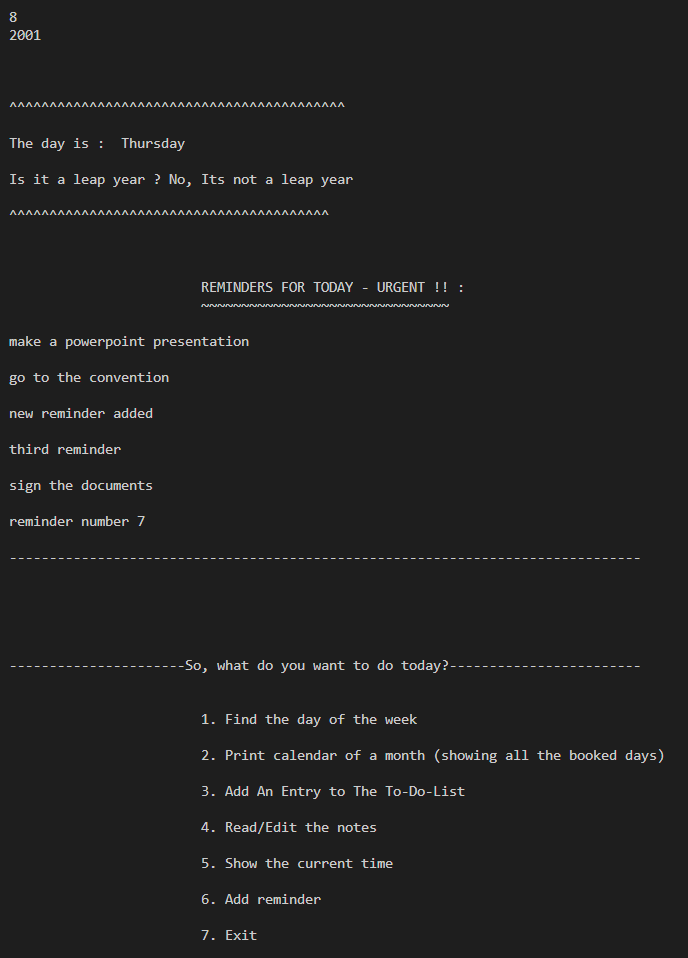 8
2001
^^^^^^^^^^^^^^^^^^^^^^^^^^^^^^^^^^^^^^^^^^
The day is :  Thursday
Is it a leap year ? No, Its not a leap year
^^^^^^^^^^^^^^^^^^^^^^^^^^^^^^^^^^^^^^^^
REMINDERS FOR TODAY - URGENT !! :
~~~~~~~~~~~~~~~~~~~~~~~~~~~~~~~
make a powerpoint presentation
go to the convention
new reminder added
third reminder
sign the documents
reminder number 7
-------------------------------------------------------------------------------
----------------------So, what do you want to do today?------------------------
1. Find the day of the week
2. Print calendar of a month (showing all the booked days)
3. Add An Entry to The To-Do-List
4. Read/Edit the notes
5. Show the current time
6. Add reminder
7. Exit